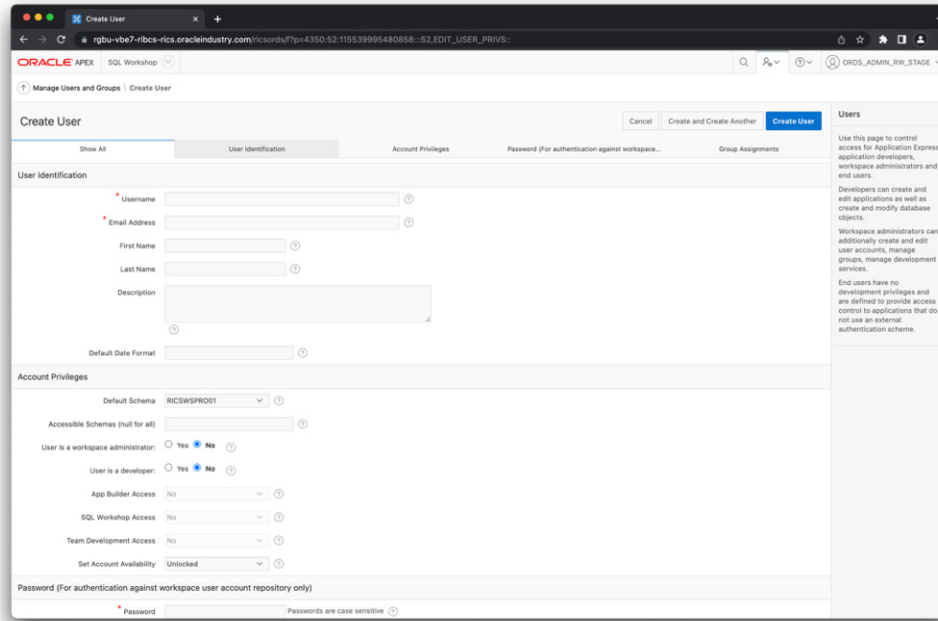 Create User
rgbu-vbe7-ribcs-rics.oracleindustry.com/ricsords/f?p=4350:52:115539995480858:::52,EDIT_USER_PRIVS::
ORACLE APEX SQL Workshop ORDS_ADMIN_RW_STAGE
Manage Users and Groups \ Create User
Create User
Cancel Create and Create Another Create User
Show All User Identification Account Privileges Password (For authentication against workspace... Group Assignments
User Identification
* Username
* Email Address
First Name
Last Name
Description
Default Date Format
Account Privileges
Default Schema RICSWSPRO01
Accessible Schemas (null for all)
User is a workspace administrator: Yes No
User is a developer: Yes No
App Builder Access No
SQL Workshop Access No
Team Development Access No
Set Account Availability Unlocked
Password (For authentication against workspace user account repository only)
* Password Passwords are case sensitive
Users
Use this page to control
access for Application Express
application developers,
workspace administrators and
end users.
Developers can create and
edit applications as well as
create and modify database
objects.
Workspace administrators can
additionally create and edit
user accounts, manage
groups, manage development
services.
End users have no
development privileges and
are defined to provide access
control to applications that do
not use an external
authentication scheme.